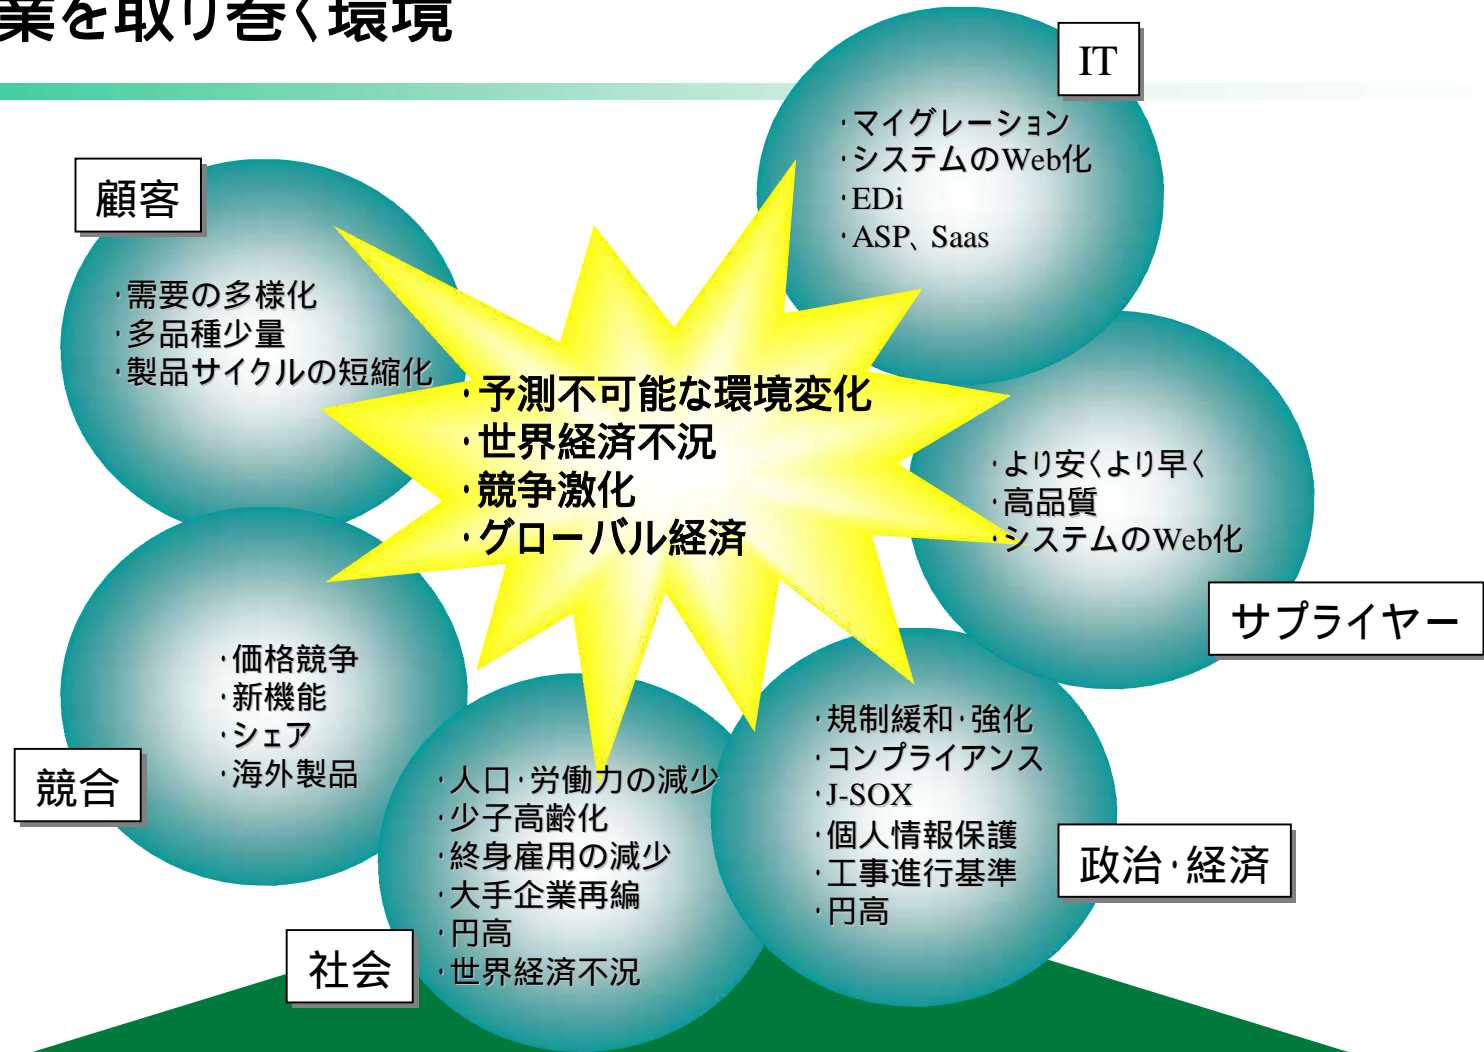 業を取り巻く環境
IT
・マイグレーション
・システムのWeb化
・EDi
・ASP、Saas
顧客
・需要の多様化
・多品種少量
・製品サイクルの短縮化
・予測不可能な環境変化
・世界経済不況
・競争激化
・グローバル経済
・より安くより早く
・高品質
・システムのWeb化
サプライヤー
・価格競争
・新機能
・シェア
・海外製品
競合
・人口・労働力の減少
・少子高齢化
・終身雇用の減少
・大手企業再編
・円高
・世界経済不況
社会
・規制緩和・強化
・コンプライアンス
・J-SOX
・個人情報保護
・工事進行基準
・円高
政治・経済